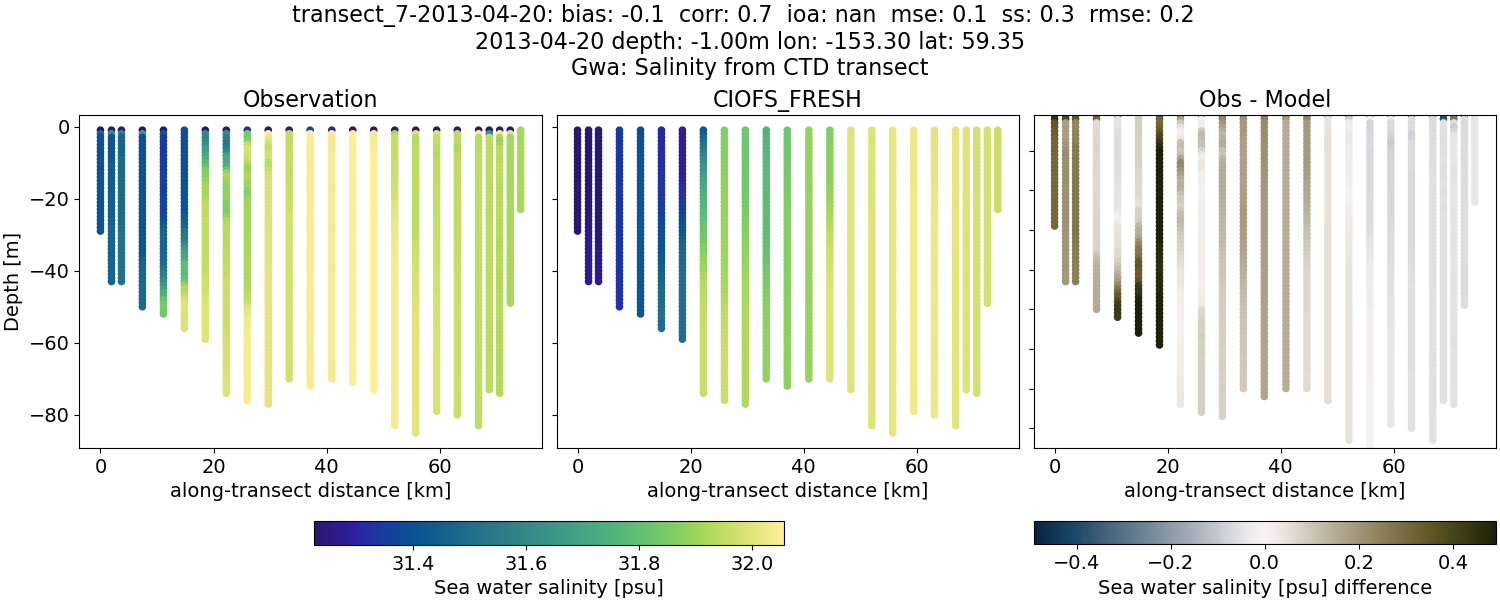 transect_7-2013-04-20: bias: -0.1 corr: 0.7 ioa: nan mse: 0.1 ss: 0.3 rmse: 0.2
2013-04-20 depth: -1.00m lon: -153.30 lat: 59.35
Gwa: Salinity from CTD transect
Observation
CIOFS_FRESH
Obs - Model
Depth [m]
0
−20
−40
−60
−80
0 20 40 60
0 20 40 60
0 20 40 60
along-transect distance [km]
along-transect distance [km]
along-transect distance [km]
31.4 31.6 31.8 32.0
Sea water salinity [psu]
−0.4 −0.2 0.0 0.2 0.4
Sea water salinity [psu] difference